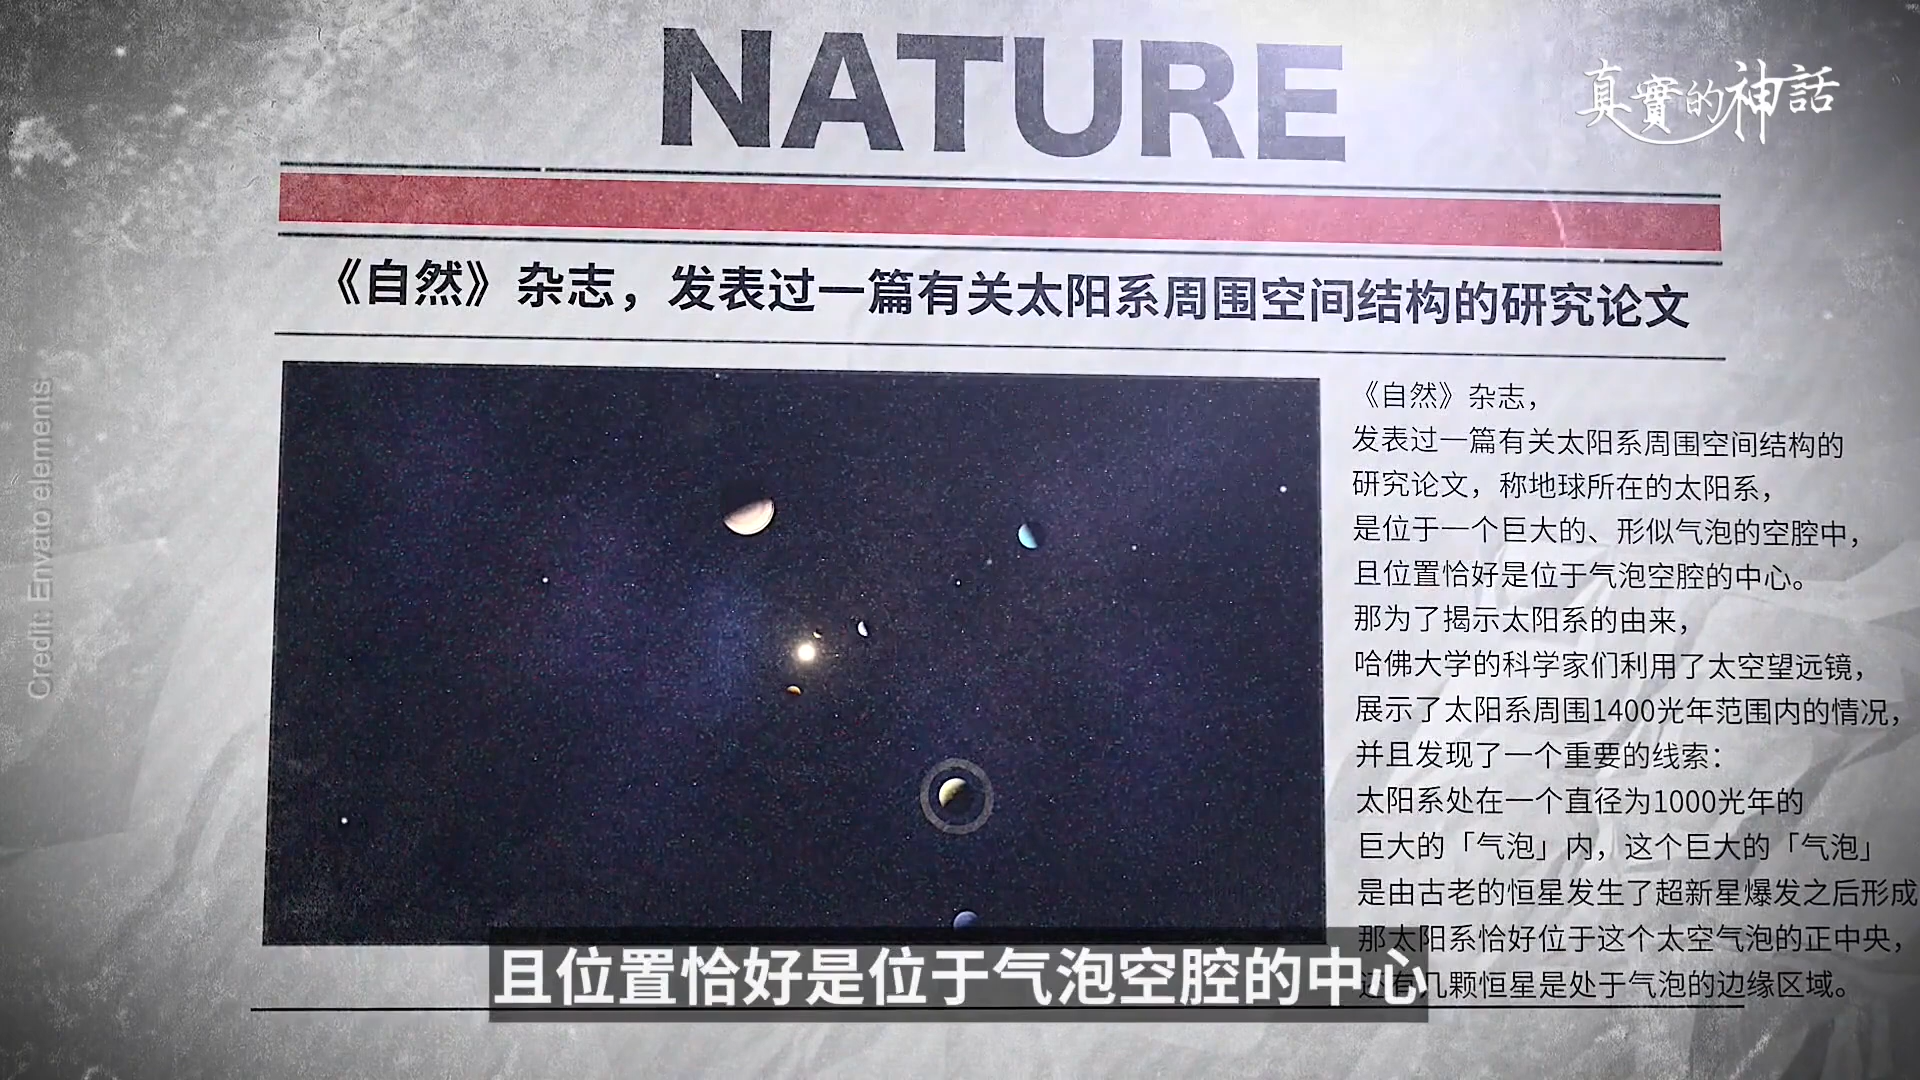 NATURE
真實的神話
《自然》杂志，发表过一篇有关太阳系周围空间结构的研究论文
《自然》杂志，
发表过一篇有关太阳系周围空间结构的
研究论文，称地球所在的太阳系，
是位于一个巨大的、形似气泡的空腔中，
且位置恰好是位于气泡空腔的中心。
那为了揭示太阳系的由来，
哈佛大学的科学家们利用了太空望远镜，
展示了太阳系周围1400光年范围内的情况，
并且发现了一个重要的线索：
太阳系处在一个直径为1000光年的
巨大的「气泡」内，这个巨大的「气泡」
是由古老的恒星发生了超新星爆发之后形成
那太阳系恰好位于这个太空气泡的正中央，
还有几颗恒星是处于气泡的边缘区域。
且位置恰好是位于气泡空腔的中心
Credit: Envato elements